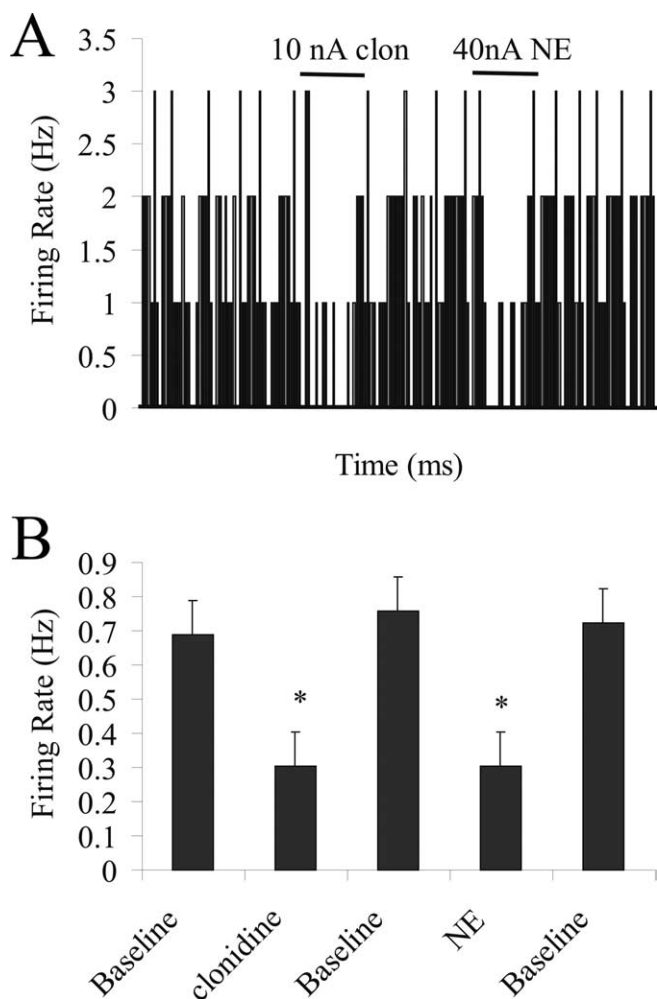 A
10 nA clon 40nA NE
3.5
3
2.5
2
1.5
1
0.5
0
Firing Rate (Hz)
Time (ms)
B
0.9
0.8
0.7
0.6
0.5
0.4
0.3
0.2
0.1
0
Firing Rate (Hz)
* *
Baseline clonidine Baseline NE Baseline